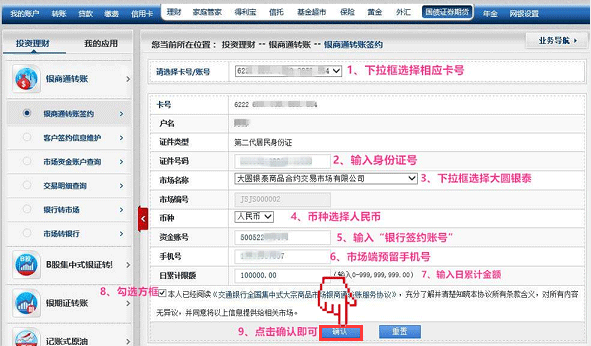 我的账户 转账 贷款 缴费 信用卡 理财 家庭管家 得利宝 信托 基金超市 保险 黄金 外汇 国债证券期货 年金 网银设置
投资理财 我的应用
您当前所在位置： 投资理财 -- 银商通转账 -- 银商通转账签约 业务导航
银商通转账
银商通转账签约
客户签约信息维护
市场资金账户查询
交易明细查询
银行转市场
市场转银行
B股集中式银证转
银期证转账
记账式原油
请选择卡号/账号 6222 4 1、下拉框选择相应卡号
卡号 6222
户名
证件类型 第二代居民身份证
证件号码 2、输入身份证号
市场名称 大圆银泰商品合约交易市场有限公司 3、下拉框选择大圆银泰
市场编号 JSJS000002
币种 人民币 4、币种选择人民币
资金账号 500522 5、输入“银行签约账号”
手机号 6、市场端预留手机号
日累计限额 100000.00 (输入0-999,999,999.00) 7、输入日累计金额
8、勾选方框 本人已经阅读《交通银行全国集中式大宗商品市场银商通转账服务协议》，充分了解并清楚知晓本协议所有条款含义，对所有内容
无异议，并同意将以上信息提供给相关市场。
9、点击确认即可 确认 重置